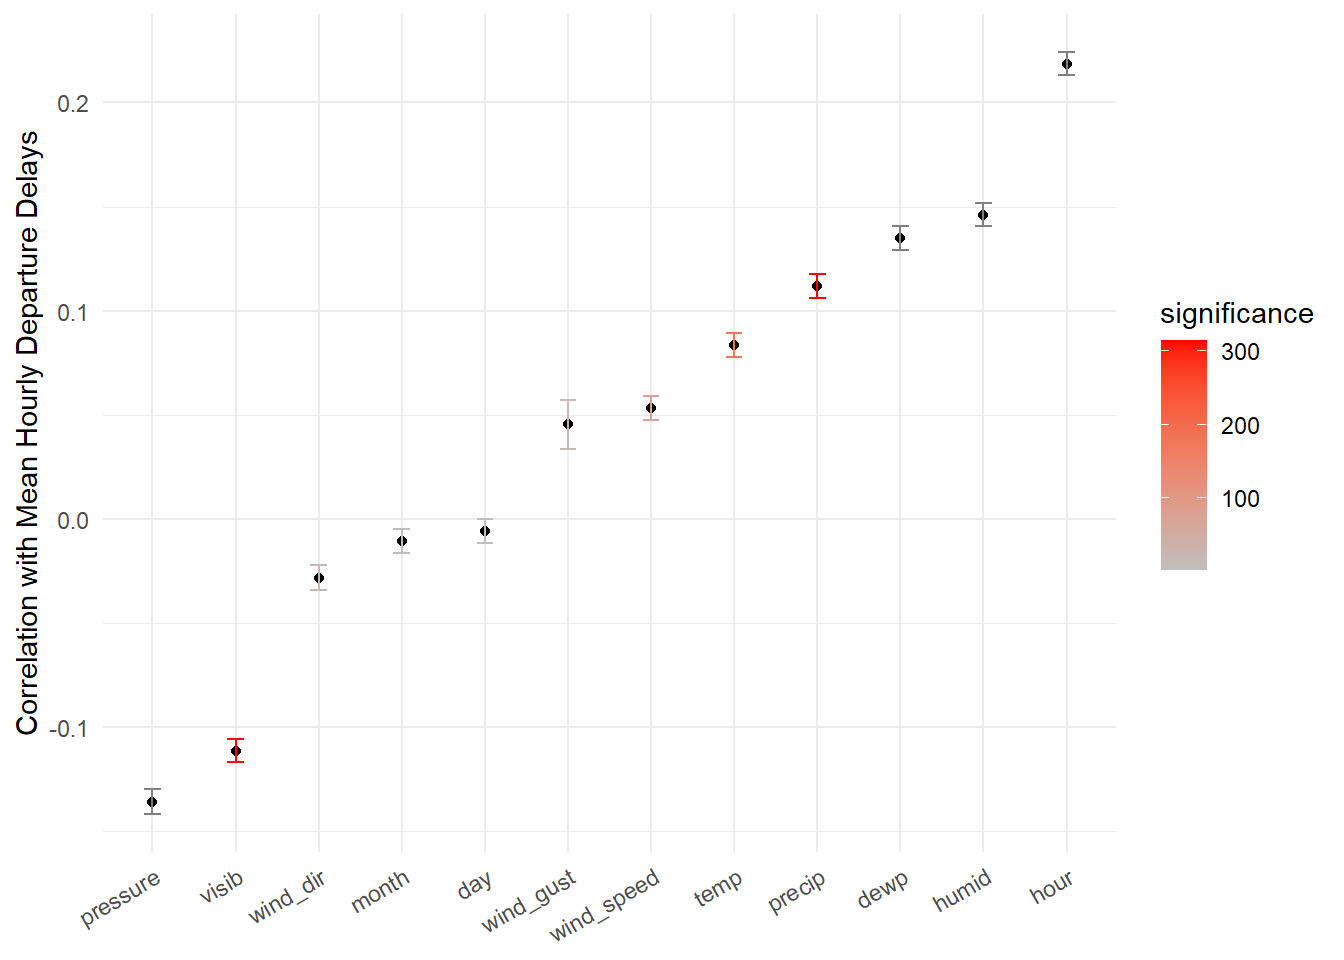 Correlation with Mean Hourly Departure Delays
0.2
0.1
0.0
-0.1
pressure
visib
wind_dir
month
day
wind_gust
wind_speed
temp
precip
dewp
humid
hour
significance
300
200
100